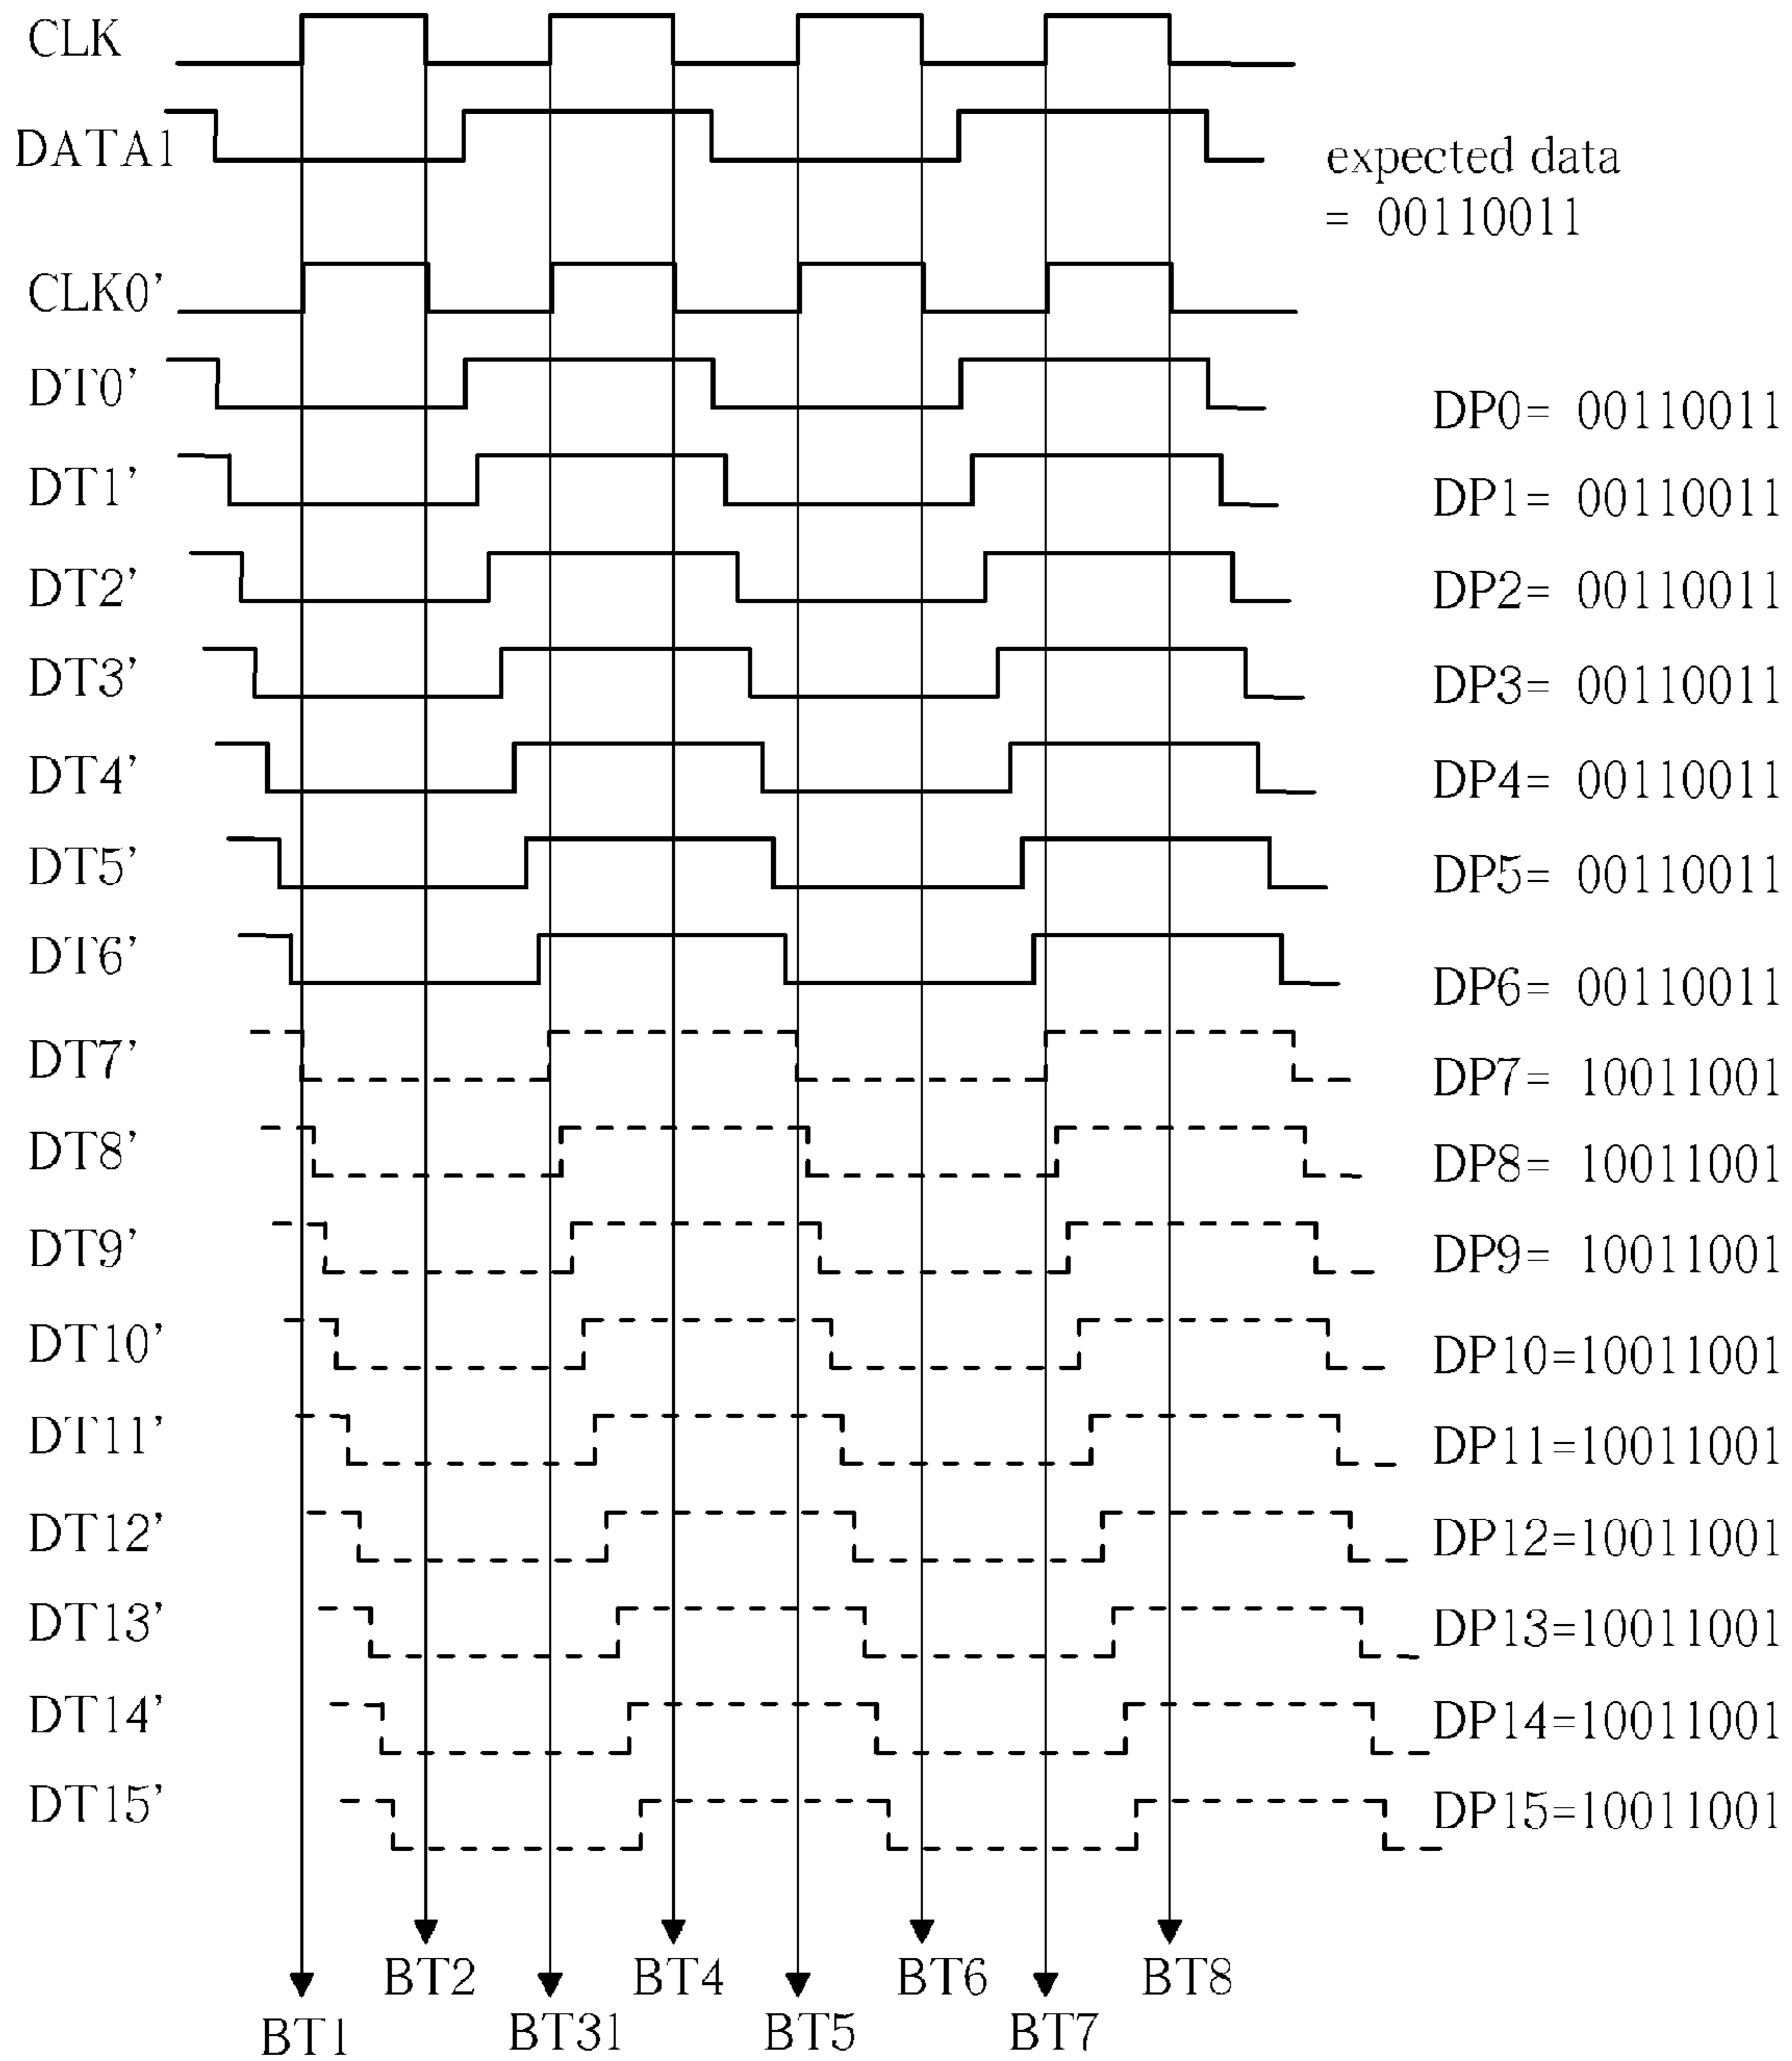 CLK
DATA1
expected data
= 00110011
CLK0’
DT0’
DP0= 00110011
DT1’
DP1= 00110011
DT2’
DP2= 00110011
DT3’
DP3= 00110011
DT4’
DP4= 00110011
DT5’
DP5= 00110011
DT6’
DP6= 00110011
DT7’
DP7= 10011001
DT8’
DP8= 10011001
DT9’
DP9= 10011001
DT10’
DP10=10011001
DT11’
DP11=10011001
DT12’
DP12=10011001
DT13’
DP13=10011001
DT14’
DP14=10011001
DT15’
DP15=10011001
BT2 BT4 BT6 BT8
BT1 BT31 BT5 BT7